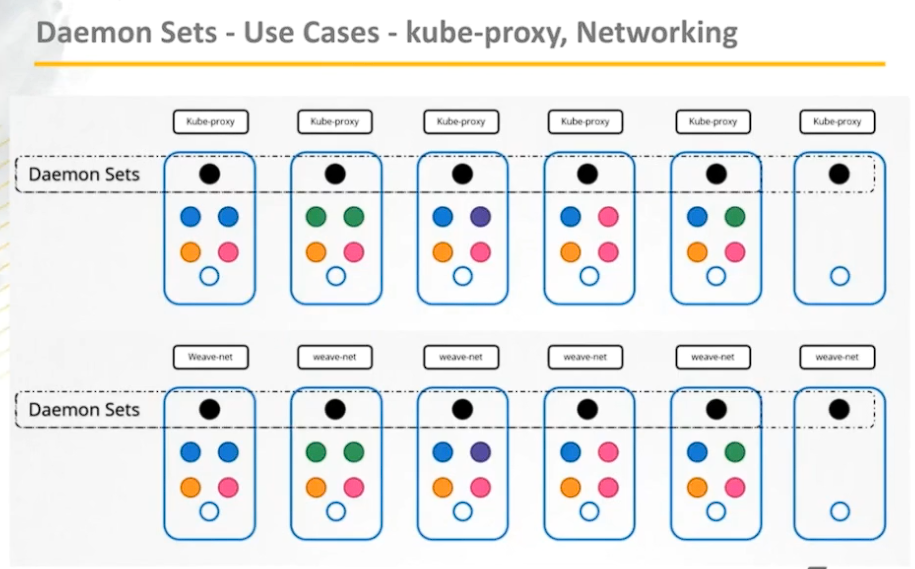 Daemon Sets - Use Cases - kube-proxy, Networking
Kube-proxy Kube-proxy Kube-proxy Kube-proxy Kube-proxy Kube-proxy
Daemon Sets
Weave-net weave-net weave-net weave-net weave-net weave-net
Daemon Sets